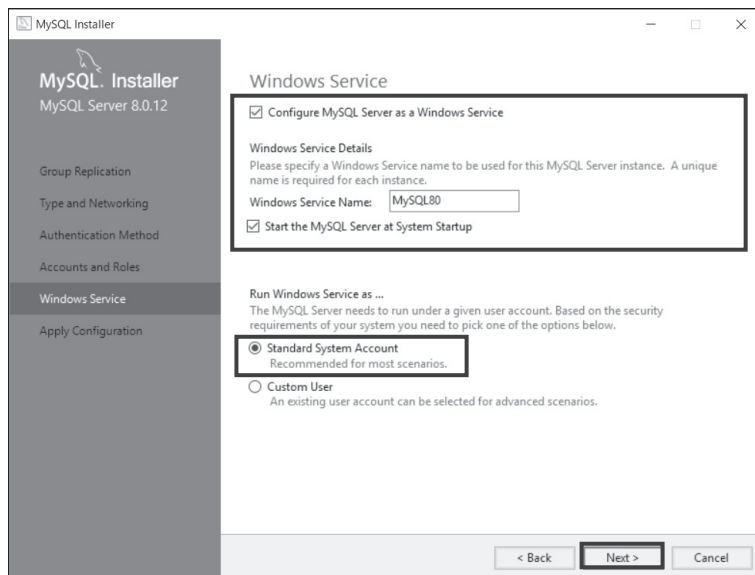 MySQL Installer
MySQL. Installer
MySQL Server 8.0.12
Group Replication
Type and Networking
Authentication Method
Accounts and Roles
Windows Service
Apply Configuration
Windows Service
Configure MySQL Server as a Windows Service
Windows Service Details
Please specify a Windows Service name to be used for this MySQL Server instance. A unique
name is required for each instance.
Windows Service Name: MySQL80
Start the MySQL Server at System Startup
Run Windows Service as ...
The MySQL Server needs to run under a given user account. Based on the security
requirements of your system you need to pick one of the options below.
Standard System Account
Recommended for most scenarios.
Custom User
An existing user account can be selected for advanced scenarios.
< Back Next > Cancel